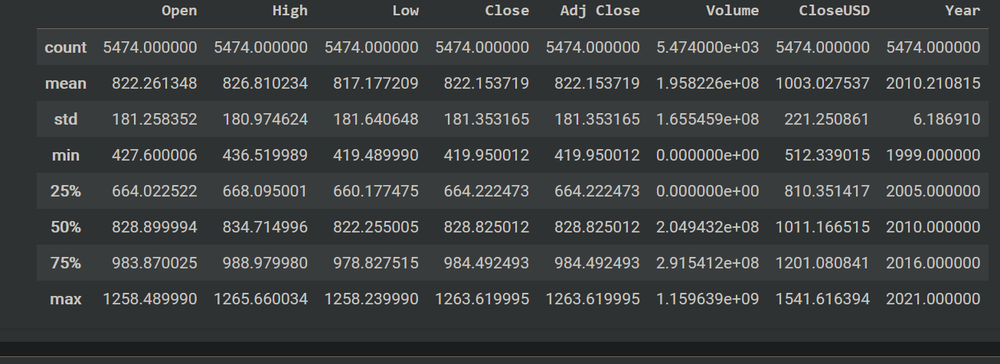 Open High Low Close Adj Close Volume CloseUSD Year
count 5474.000000 5474.000000 5474.000000 5474.000000 5474.000000 5.474000e+03 5474.000000 5474.000000
mean 822.261348 826.810234 817.177209 822.153719 822.153719 1.958226e+08 1003.027537 2010.210815
std 181.258352 180.974624 181.640648 181.353165 181.353165 1.655459e+08 221.250861 6.186910
min 427.600006 436.519989 419.489990 419.950012 419.950012 0.000000e+00 512.339015 1999.000000
25% 664.022522 668.095001 660.177475 664.222473 664.222473 0.000000e+00 810.351417 2005.000000
50% 828.899994 834.714996 822.255005 828.825012 828.825012 2.049432e+08 1011.166515 2010.000000
75% 983.870025 988.979980 978.827515 984.492493 984.492493 2.915412e+08 1201.080841 2016.000000
max 1258.489990 1265.660034 1258.239990 1263.619995 1263.619995 1.159639e+09 1541.616394 2021.000000